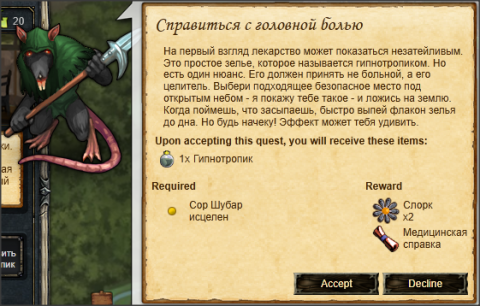 20
Справиться с головной болью
На первый взгляд лекарство может показаться незатейливым.
Это простое зелье, которое называется гипнотропиком. Но
есть один нюанс. Его должен принять не больной, а его
целитель. Выбери подходящее безопасное место под
открытым небом - я покажу тебе такое - и ложись на землю.
Когда поймешь, что засыпаешь, быстро выпей флакон зелья
до дна. Но будь начеку! Эффект может тебя удивить.
Upon accepting this quest, you will receive these items:
1x Гипнотропик
Required
Сор Шубар
исцелен
Reward
Слорк
x2
Медицинская
справка
Accept
Decline